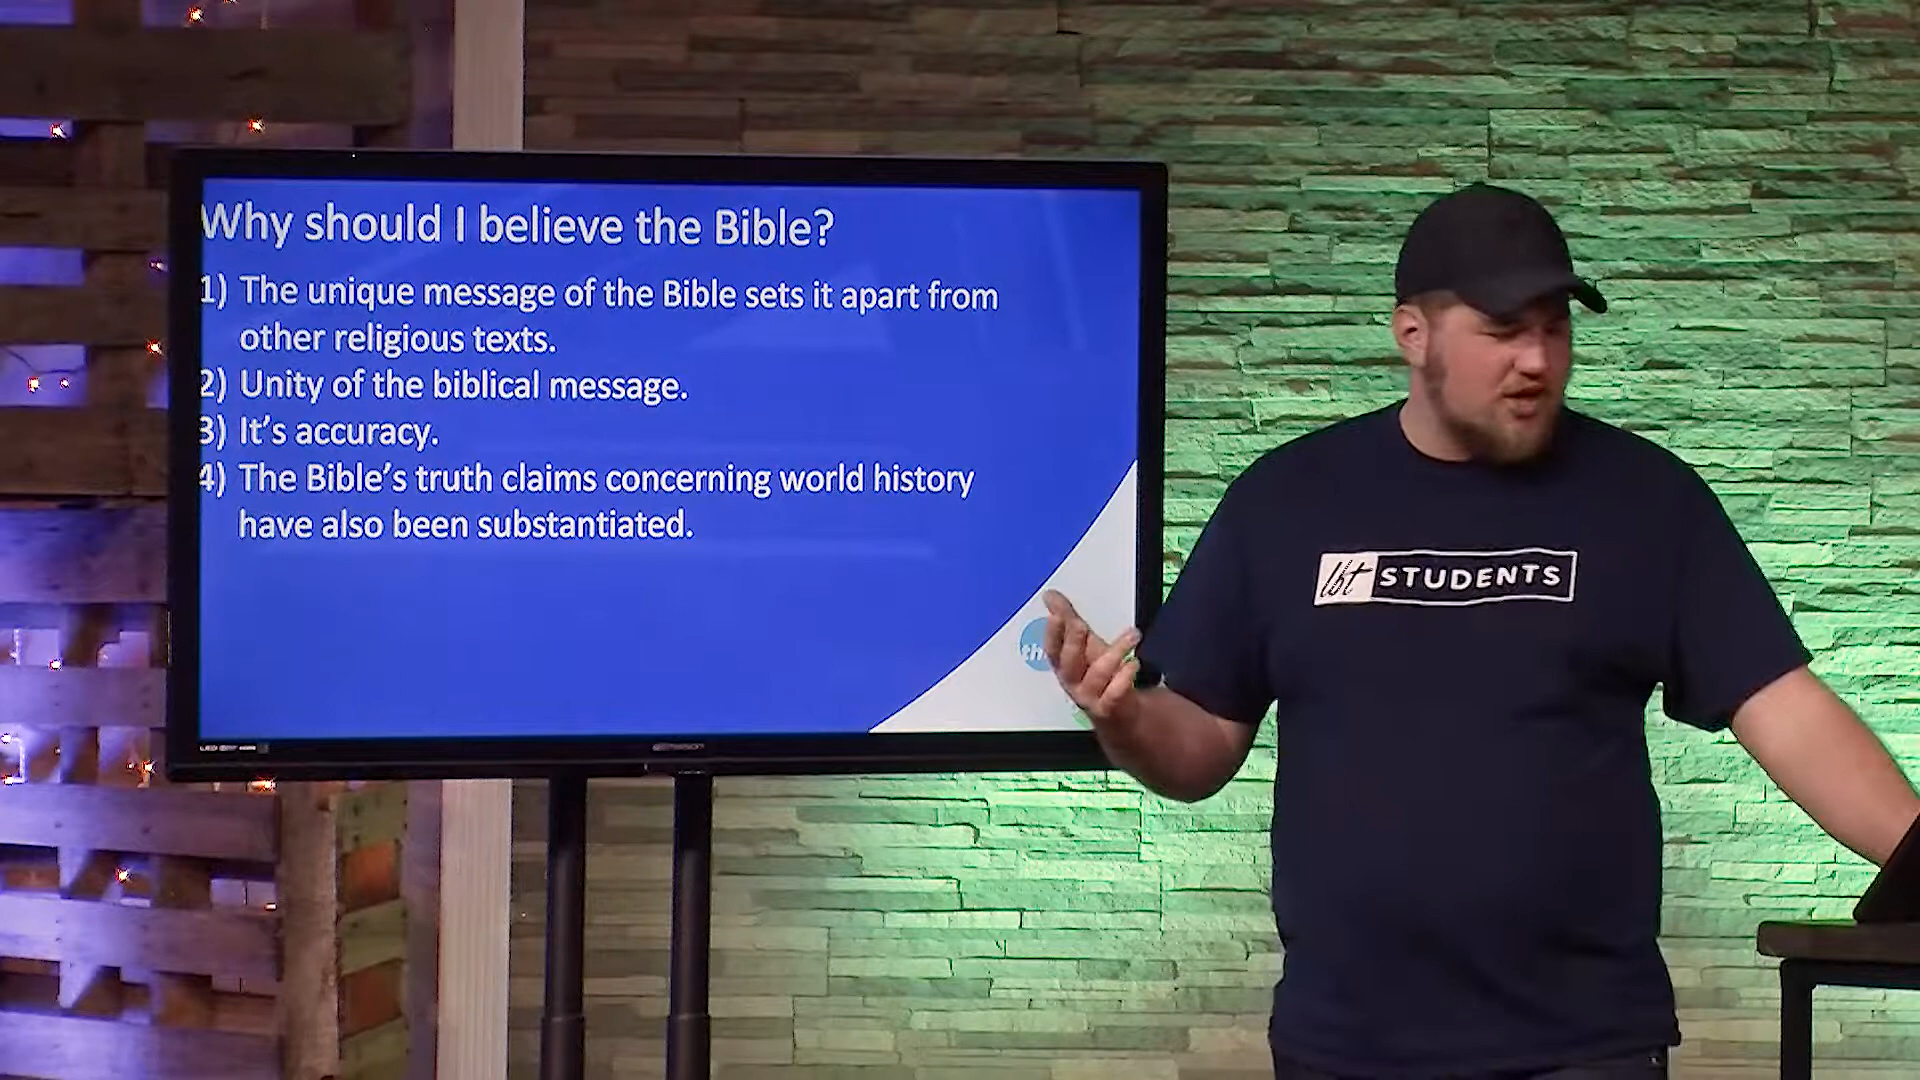 Why should I believe the Bible?
1) The unique message of the Bible sets it apart from
other religious texts.
2) Unity of the biblical message.
3) It's accuracy.
4) The Bible's truth claims concerning world history
have also been substantiated.
lbt STUDENTS
th